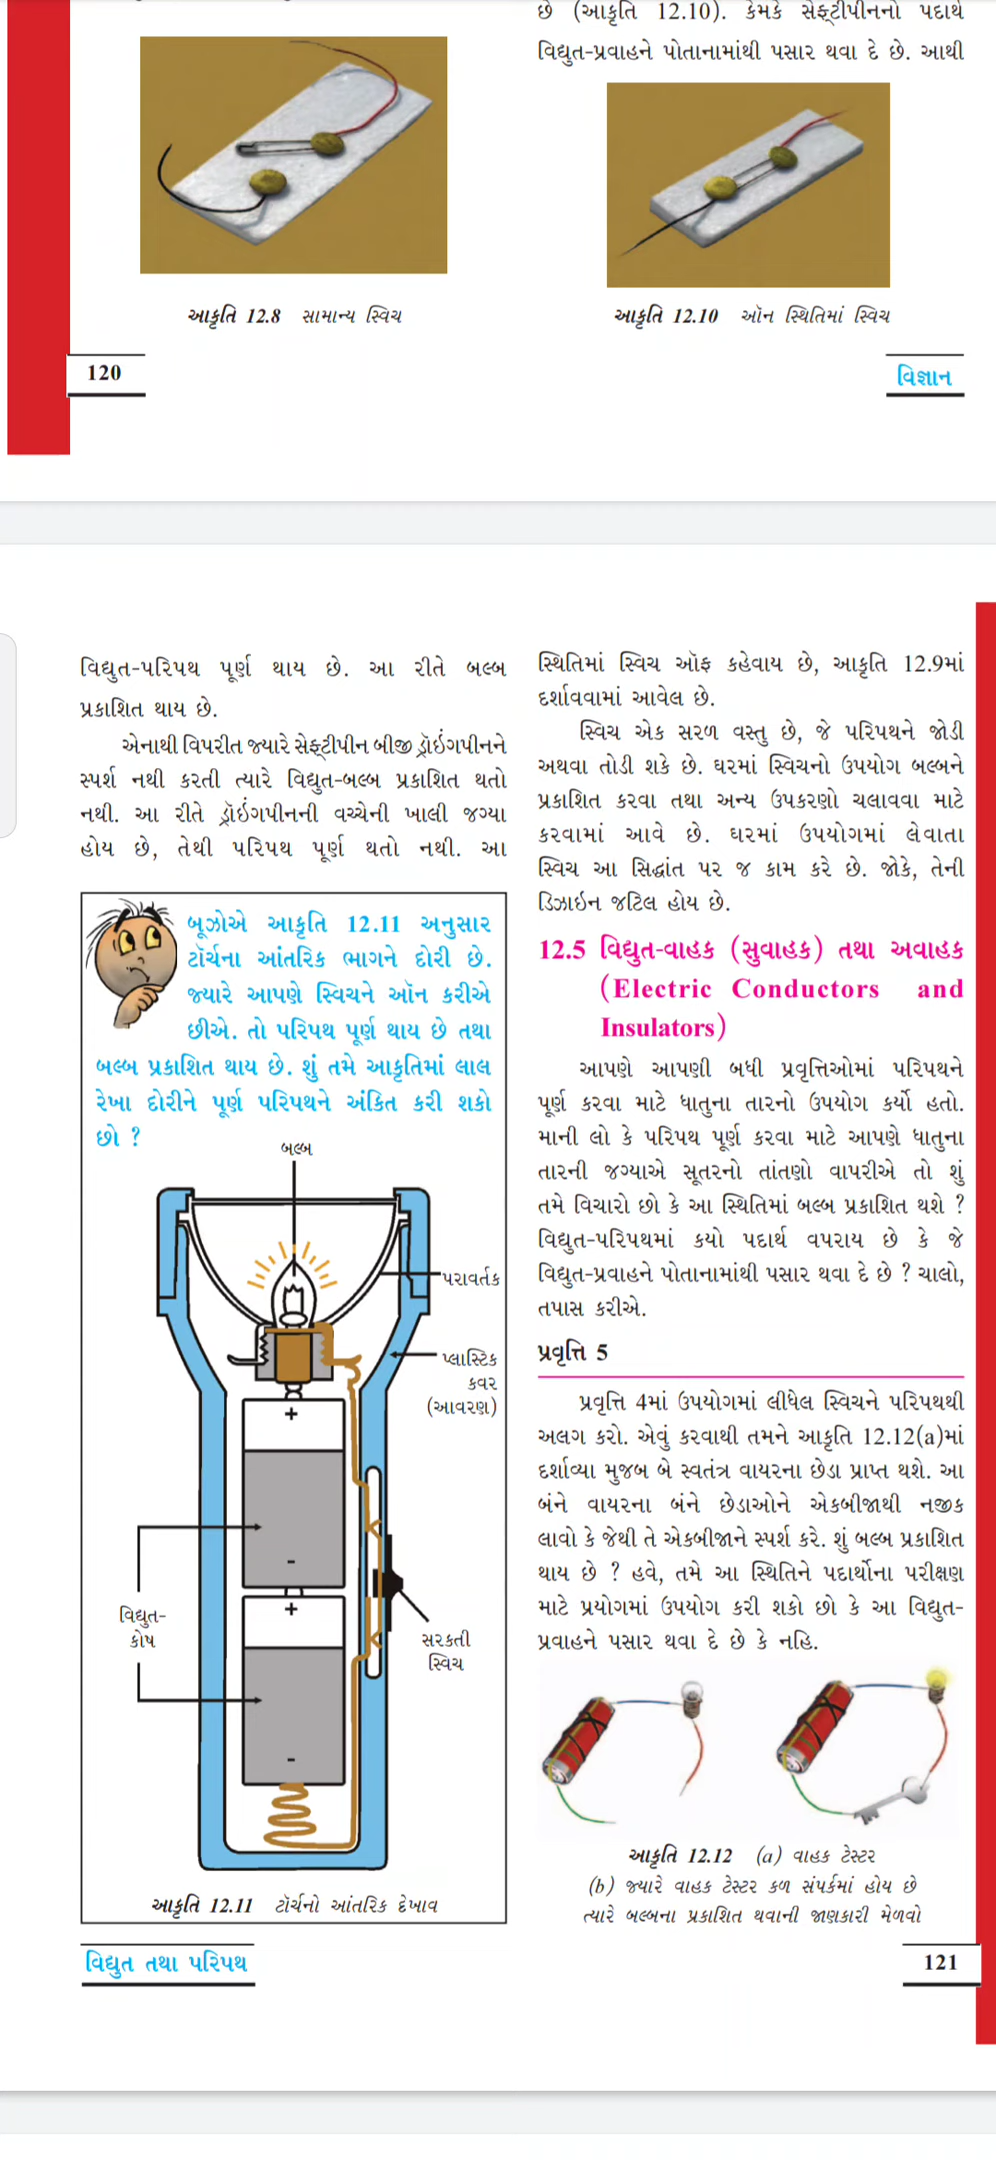 છે (આકૃતિ 12.10). કેમકે સેફ્ટીપીનનો પદાર્થ
વિદ્યુત-પ્રવાહને પોતાનામાંથી પસાર થવા દે છે. આથી
આકૃતિ 12.8 સામાન્ય સ્વિચ
આકૃતિ 12.10 ઑન સ્થિતિમાં સ્વિચ
120
વિજ્ઞાન
વિદ્યુત-પરિપથ પૂર્ણ થાય છે. આ રીતે બલ્બ
પ્રકાશિત થાય છે.
એનાથી વિપરીત જ્યારે સેફ્ટીપીન બીજી ડ્રૉઇંગપીનને
સ્પર્શ નથી કરતી ત્યારે વિદ્યુત-બલ્બ પ્રકાશિત થતો
નથી. આ રીતે ડ્રૉઇંગપીનની વચ્ચેની ખાલી જગ્યા
હોય છે, તેથી પરિપથ પૂર્ણ થતો નથી. આ
બૂઝોએ આકૃતિ 12.11 અનુસાર
ટૉર્ચના આંતરિક ભાગને દોરી છે.
જ્યારે આપણે સ્વિચને ઑન કરીએ
છીએ. તો પરિપથ પૂર્ણ થાય છે તથા
બલ્બ પ્રકાશિત થાય છે. શું તમે આકૃતિમાં લાલ
રેખા દોરીને પૂર્ણ પરિપથને અંકિત કરી શકો
છો ?
બલ્બ
પરાવર્તક
પ્લાસ્ટિક
કવર
(આવરણ)
+
-
+
વિદ્યુત-
કોષ
સરકતી
સ્વિચ
-
આકૃતિ 12.11 ટૉર્ચનો આંતરિક દેખાવ
સ્થિતિમાં સ્વિચ ઑફ કહેવાય છે, આકૃતિ 12.9માં
દર્શાવવામાં આવેલ છે.
સ્વિચ એક સરળ વસ્તુ છે, જે પરિપથને જોડી
અથવા તોડી શકે છે. ઘરમાં સ્વિચનો ઉપયોગ બલ્બને
પ્રકાશિત કરવા તથા અન્ય ઉપકરણો ચલાવવા માટે
કરવામાં આવે છે. ઘરમાં ઉપયોગમાં લેવાતા
સ્વિચ આ સિદ્ધાંત પર જ કામ કરે છે. જોકે, તેની
ડિઝાઇન જટિલ હોય છે.
12.5 વિદ્યુત-વાહક (સુવાહક) તથા અવાહક
(Electric Conductors and
Insulators)
આપણે આપણી બધી પ્રવૃત્તિઓમાં પરિપથને
પૂર્ણ કરવા માટે ધાતુના તારનો ઉપયોગ કર્યો હતો.
માની લો કે પરિપથ પૂર્ણ કરવા માટે આપણે ધાતુના
તારની જગ્યાએ સૂતરનો તાંતણો વાપરીએ તો શું
તમે વિચારો છો કે આ સ્થિતિમાં બલ્બ પ્રકાશિત થશે ?
વિદ્યુત-પરિપથમાં કયો પદાર્થ વપરાય છે કે જે
વિદ્યુત-પ્રવાહને પોતાનામાંથી પસાર થવા દે છે ? ચાલો,
તપાસ કરીએ.
પ્રવૃત્તિ 5
પ્રવૃત્તિ 4માં ઉપયોગમાં લીધેલ સ્વિચને પરિપથથી
અલગ કરો. એવું કરવાથી તમને આકૃતિ 12.12(a)માં
દર્શાવ્યા મુજબ બે સ્વતંત્ર વાયરના છેડા પ્રાપ્ત થશે. આ
બંને વાયરના બંને છેડાઓને એકબીજાથી નજીક
લાવો કે જેથી તે એકબીજાને સ્પર્શ કરે. શું બલ્બ પ્રકાશિત
થાય છે ? હવે, તમે આ સ્થિતિને પદાર્થોના પરીક્ષણ
માટે પ્રયોગમાં ઉપયોગ કરી શકો છો કે આ વિદ્યુત-
પ્રવાહને પસાર થવા દે છે કે નહિ.
આકૃતિ 12.12 (a) વાહક ટેસ્ટર
(b) જ્યારે વાહક ટેસ્ટર કળ સંપર્કમાં હોય છે
ત્યારે બલ્બના પ્રકાશિત થવાની જાણકારી મેળવો
વિદ્યુત તથા પરિપથ
121